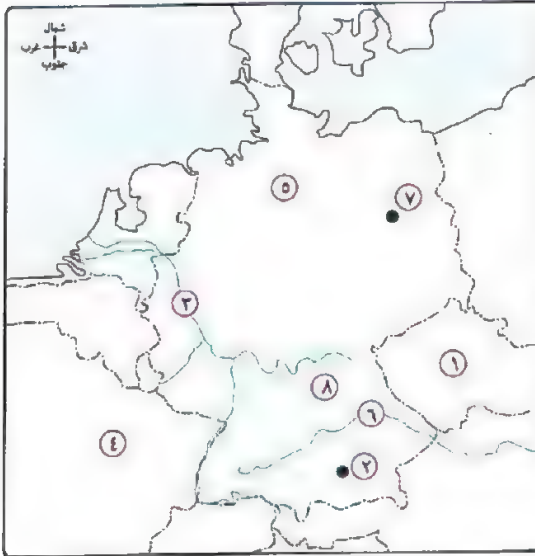 شمال
شرق غرب
جنوب
٥
٧
٣
١
٨
٦
٤
٢